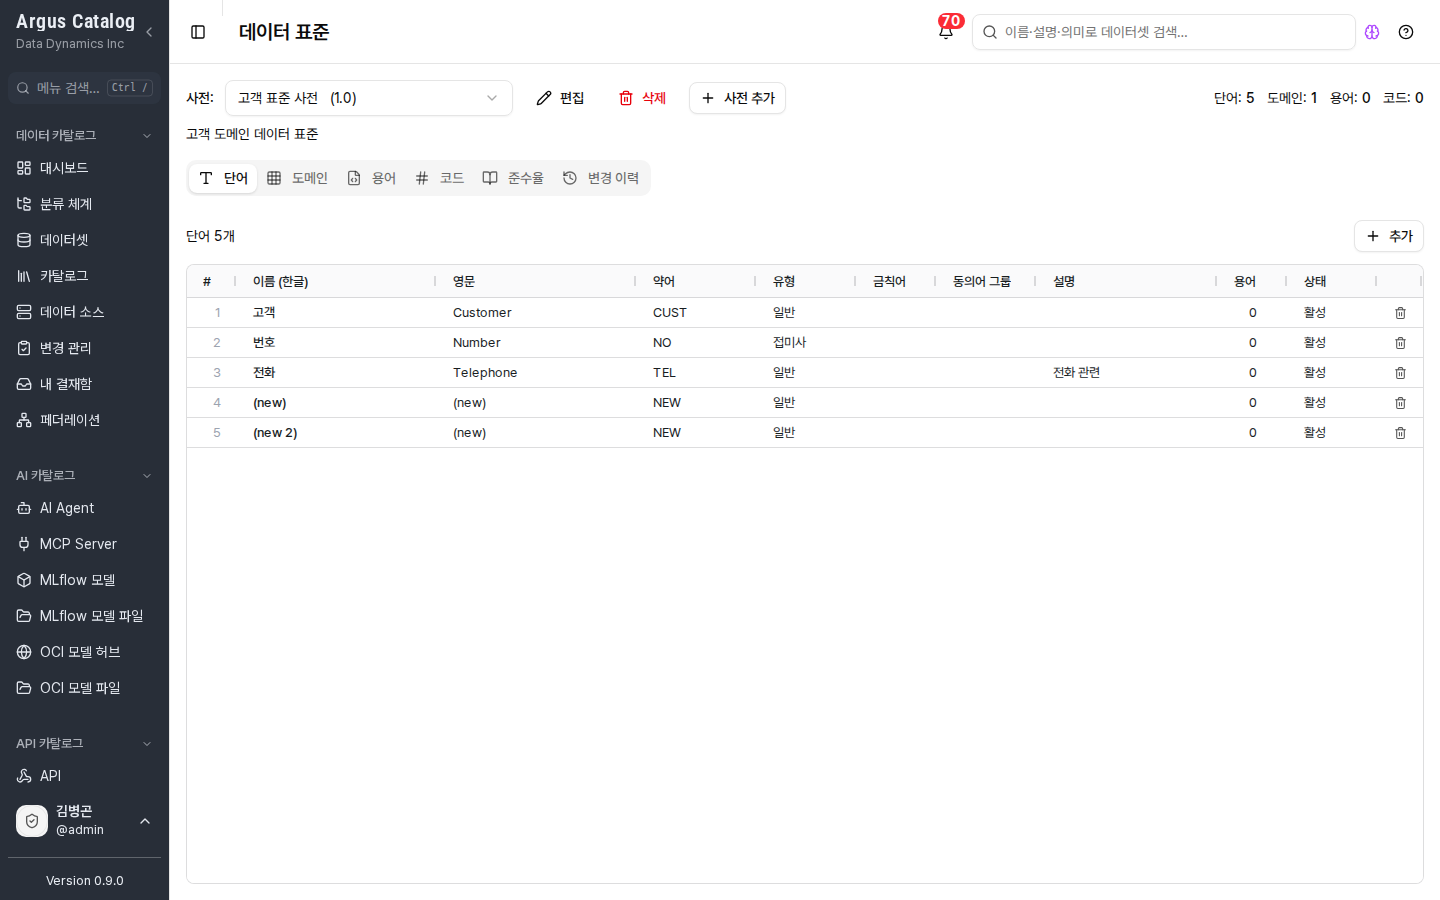 Argus Catalog
Data Dynamics Inc
메뉴 검색... Ctrl /
데이터 카탈로그
대시보드
분류 체계
데이터셋
카탈로그
데이터 소스
변경 관리
내 결재함
페더레이션
AI 카탈로그
AI Agent
MCP Server
MLflow 모델
MLflow 모델 파일
OCI 모델 허브
OCI 모델 파일
API 카탈로그
API
김병곤
@admin
Version 0.9.0
데이터 표준
70
이름·설명·의미로 데이터셋 검색...
사전: 고객 표준 사전 (1.0) 편집 삭제 사전 추가 단어: 5 도메인: 1 용어: 0 코드: 0
고객 도메인 데이터 표준
단어 도메인 용어 코드 준수율 변경 이력
단어 5개 추가
# 이름 (한글) 영문 약어 유형 금칙어 동의어 그룹 설명 용어 상태
1 고객 Customer CUST 일반 0 활성
2 번호 Number NO 접미사 0 활성
3 전화 Telephone TEL 일반 전화 관련 0 활성
4 (new) (new) NEW 일반 0 활성
5 (new 2) (new) NEW 일반 0 활성